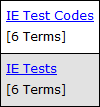 IE Test Codes
[6 Terms]
IE Tests
[6 Terms]